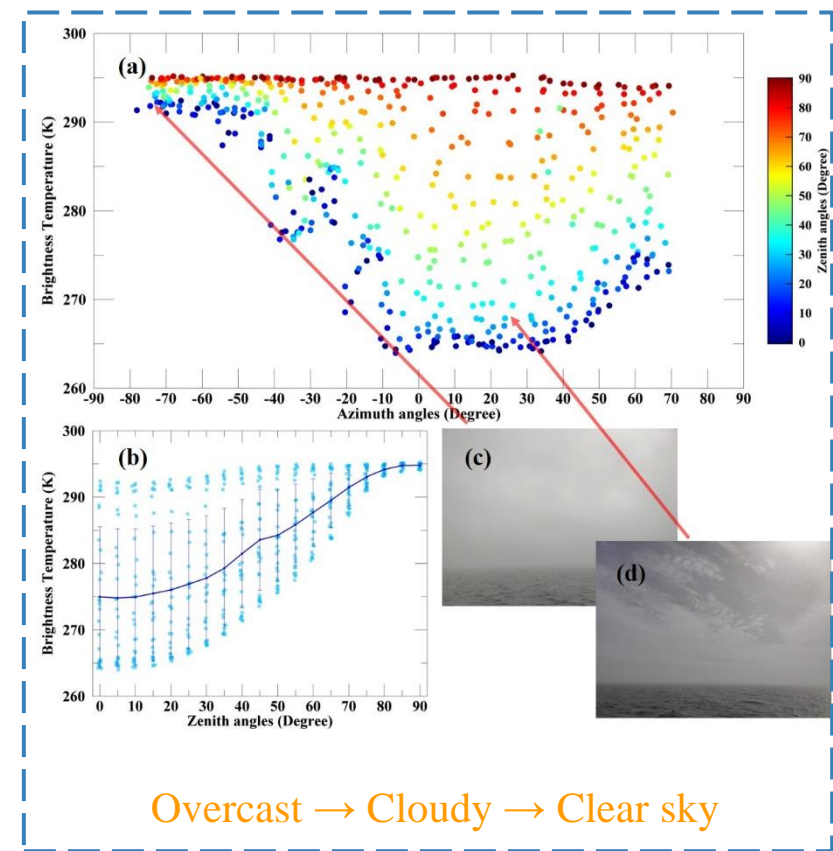 (a)
Brightness Temperature (K)
300
290
280
270
260
-90 -80 -70 -60 -50 -40 -30 -20 -10 0 10 20 30 40 50 60 70 80 90
Azimuth angles (Degree)
90
80
70
60
50
40
30
20
10
0
Zenith angles (Degree)
(b)
Brightness Temperature (K)
300
295
285
275
260
0 10 20 30 40 50 60 70 80 90
Zenith angles (Degree)
(c)
(d)
Overcast → Cloudy → Clear sky